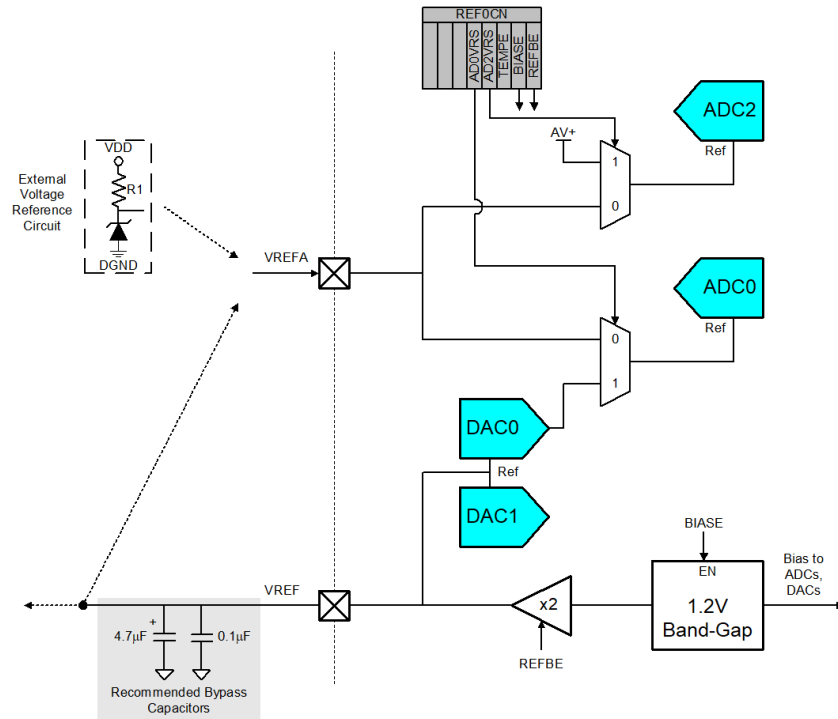 REF0CN
AD0VRS
AD2VRS
TEMPE
BIASE
REFBE
ADC2
Ref
AV+
1
0
VDD
R1
DGND
External
Voltage
Reference
Circuit
VREFA
ADC0
Ref
0
1
DAC0
Ref
DAC1
BIASE
EN
1.2V
Band-Gap
Bias to
ADCs,
DACs
x2
REFBE
VREF
+
4.7µF
0.1µF
Recommended Bypass
Capacitors